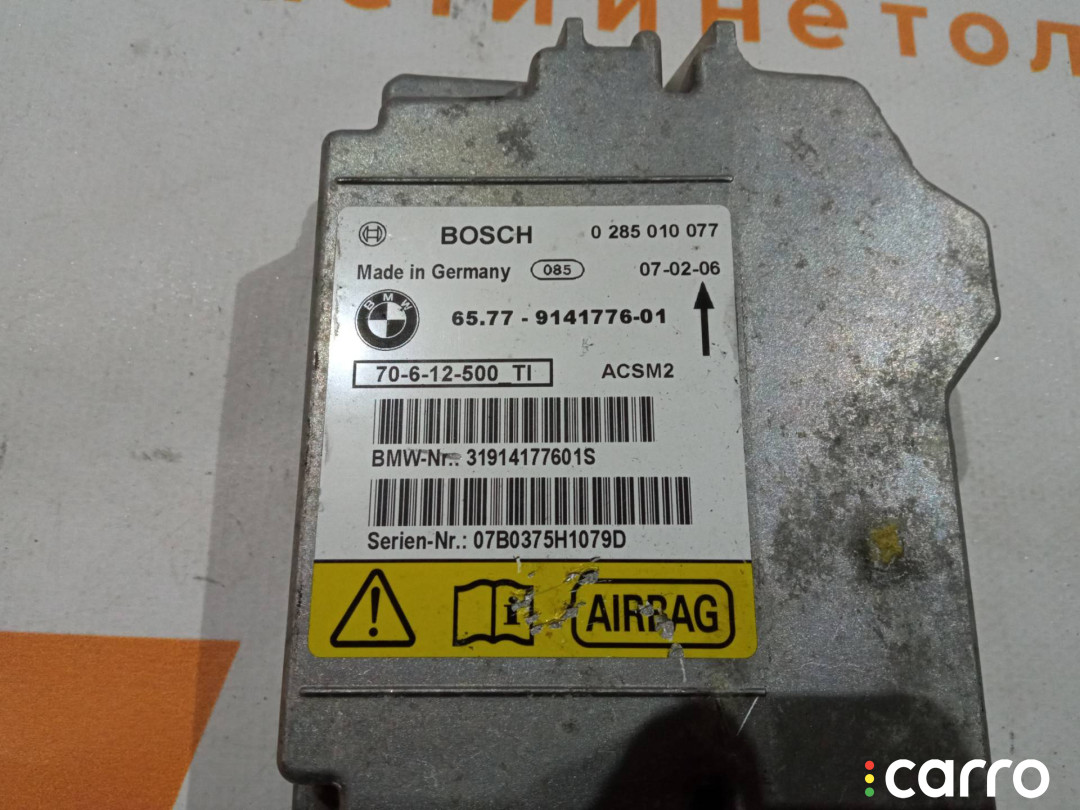 нетол
BOSCH 0 285 010 077
Made in Germany 085 07-02-06
BMW 65.77 - 9141776-01
70-6-12-500_TI ACSM2
BMW-Nr.: 31914177601S
Serien-Nr.: 07B0375H1079D
AIRBAG
carro